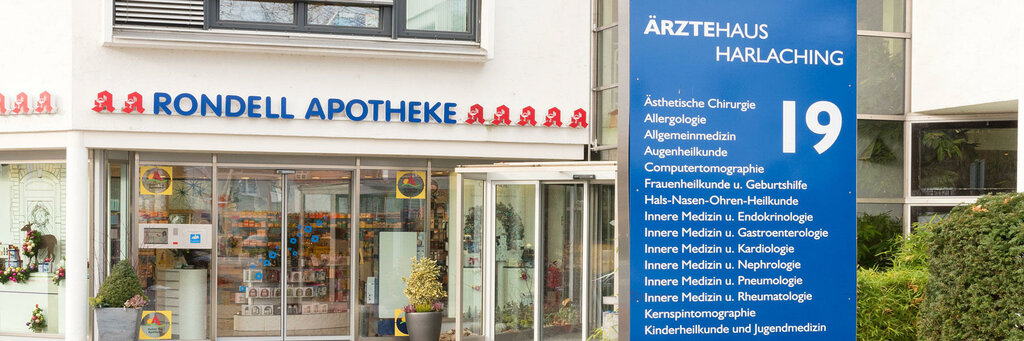 RONDELL APOTHEKE
ÄRZTEHAUS
HARLACHING
19
Ästhetische Chirurgie
Allergologie
Allgemeinmedizin
Augenheilkunde
Computertomographie
Frauenheilkunde u. Geburtshilfe
Hals-Nasen-Ohren-Heilkunde
Innere Medizin u. Endokrinologie
Innere Medizin u. Gastroenterologie
Innere Medizin u. Kardiologie
Innere Medizin u. Nephrologie
Innere Medizin u. Pneumologie
Innere Medizin u. Rheumatologie
Kernspintomographie
Kinderheilkunde und Jugendmedizin